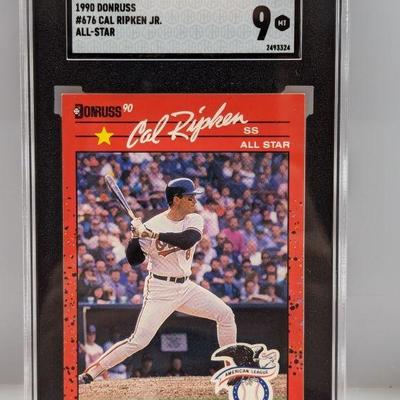 1990 DONRUSS
#676 CAL RIPKEN JR.
ALL-STAR
9 MT
2493324
DONRUSS 90
Cal Ripken
SS
ALL STAR
AMERICAN LEAGUE